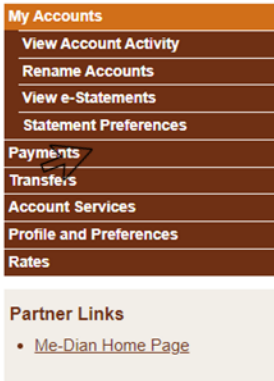 My Accounts
View Account Activity
Rename Accounts
View e-Statements
Statement Preferences
Payments
Transfers
Account Services
Profile and Preferences
Rates
Partner Links
Me-Dian Home Page